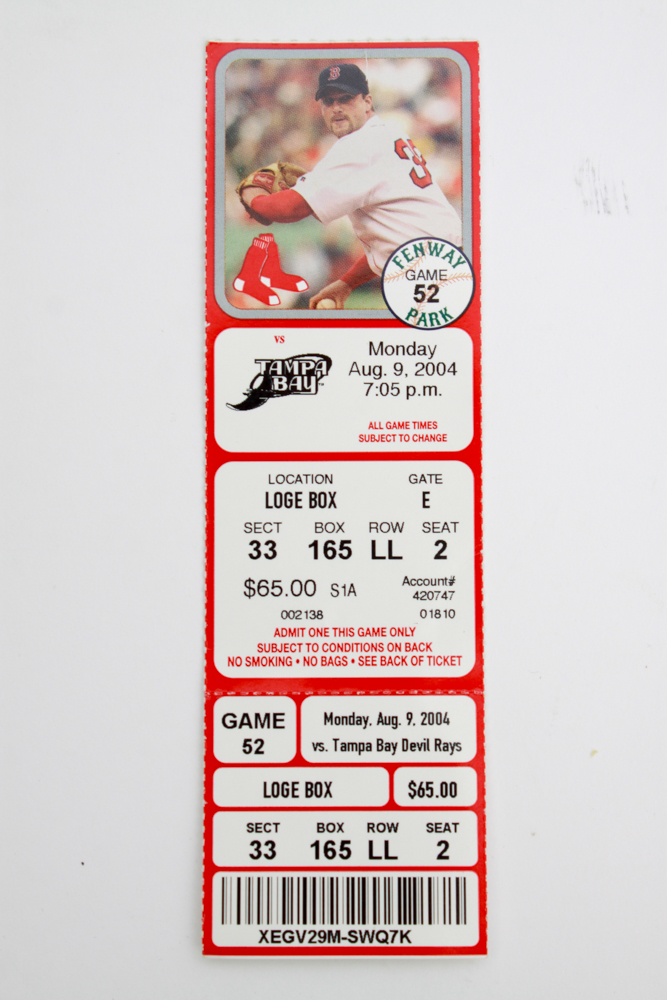 B
3
FENWAY
GAME
52
PARK
vs
TAMPA
BAY
Monday
Aug. 9, 2004
7:05 p.m.
ALL GAME TIMES
SUBJECT TO CHANGE
LOCATION GATE
LOGE BOX E
SECT BOX ROW SEAT
33 165 LL 2
$65.00 S1A Account#
420747
002138 01810
ADMIT ONE THIS GAME ONLY
SUBJECT TO CONDITIONS ON BACK
NO SMOKING • NO BAGS • SEE BACK OF TICKET
GAME
52
Monday, Aug. 9, 2004
vs. Tampa Bay Devil Rays
LOGE BOX $65.00
SECT BOX ROW SEAT
33 165 LL 2
XEGV29M-SWQ7K